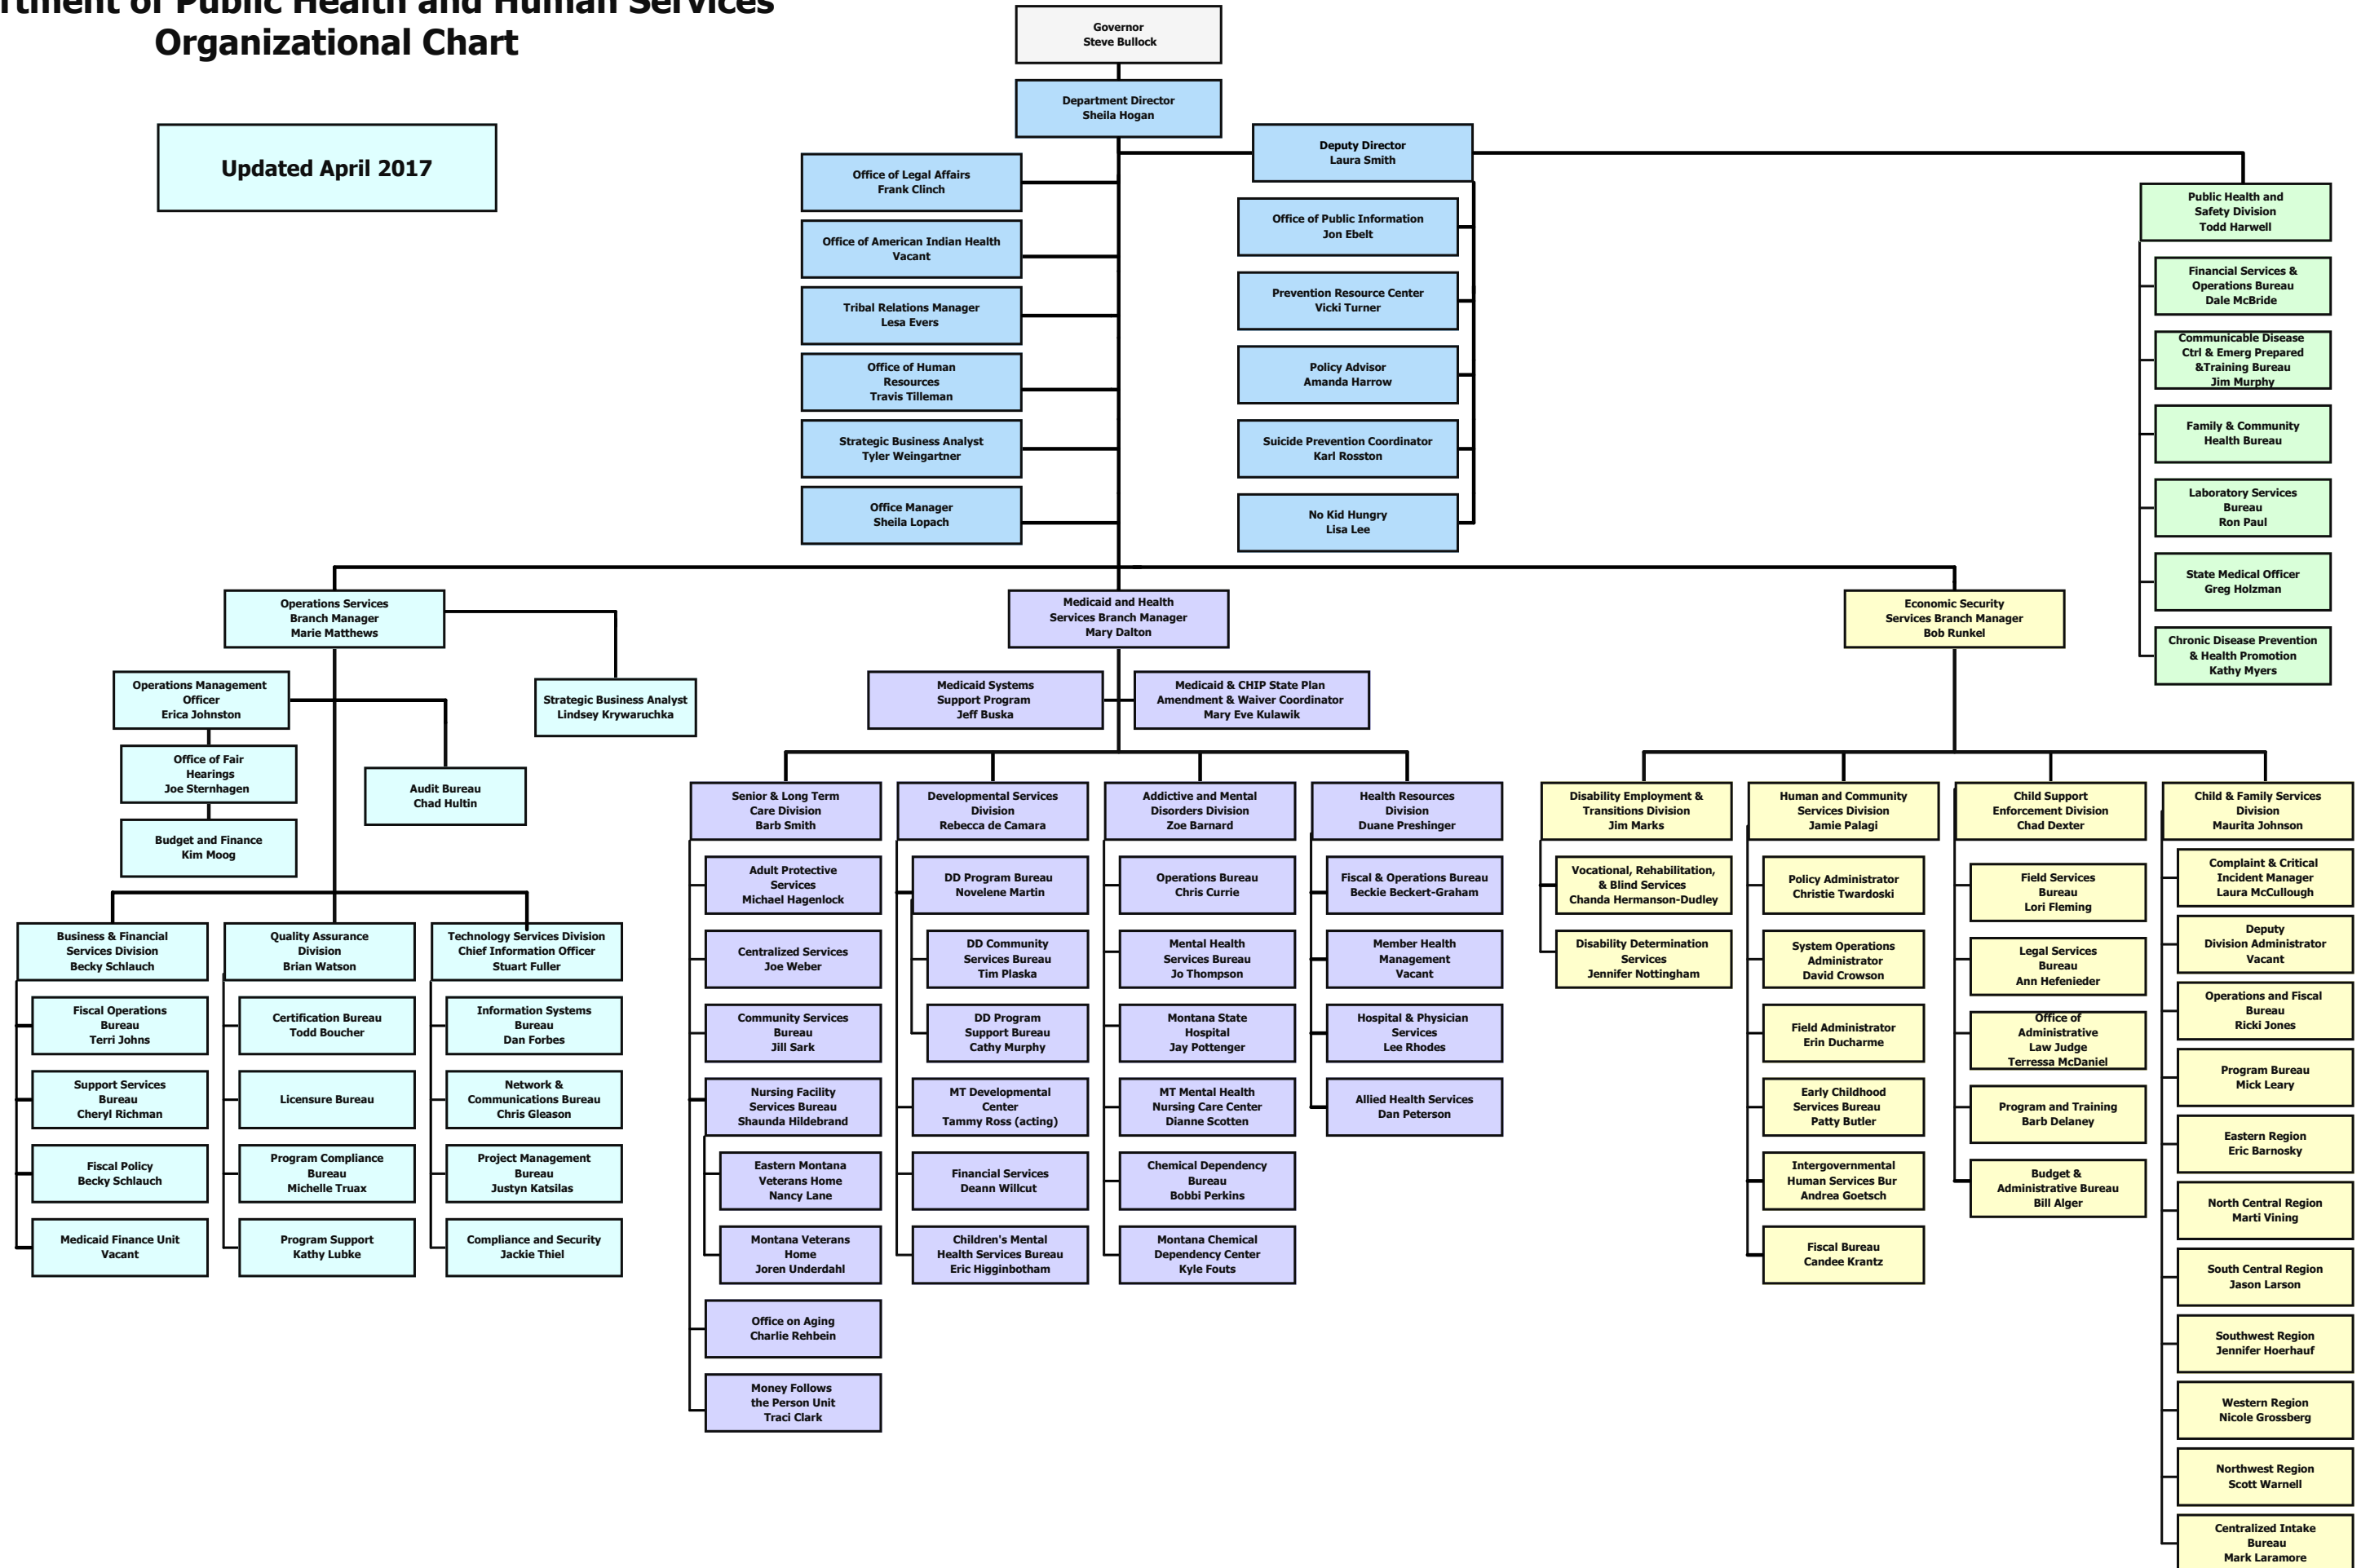 rtment of Public Health and Human Services
Organizational Chart
Updated April 2017
Governor
Steve Bullock
Department Director
Sheila Hogan
Deputy Director
Laura Smith
Office of Legal Affairs
Frank Clinch
Office of American Indian Health
Vacant
Tribal Relations Manager
Lesa Evers
Office of Human
Resources
Travis Tilleman
Strategic Business Analyst
Tyler Weingartner
Office Manager
Sheila Lopach
Office of Public Information
Jon Ebelt
Prevention Resource Center
Vicki Turner
Policy Advisor
Amanda Harrow
Suicide Prevention Coordinator
Karl Rosston
No Kid Hungry
Lisa Lee
Public Health and
Safety Division
Todd Harwell
Financial Services &
Operations Bureau
Dale McBride
Communicable Disease
Ctrl & Emerg Prepared
&Training Bureau
Jim Murphy
Family & Community
Health Bureau
Laboratory Services
Bureau
Ron Paul
State Medical Officer
Greg Holzman
Chronic Disease Prevention
& Health Promotion
Kathy Myers
Operations Services
Branch Manager
Marie Matthews
Operations Management
Officer
Erica Johnston
Office of Fair
Hearings
Joe Sternhagen
Budget and Finance
Kim Moog
Audit Bureau
Chad Hultin
Strategic Business Analyst
Lindsey Krywaruchka
Business & Financial
Services Division
Becky Schlauch
Fiscal Operations
Bureau
Terri Johns
Support Services
Bureau
Cheryl Richman
Fiscal Policy
Becky Schlauch
Medicaid Finance Unit
Vacant
Quality Assurance
Division
Brian Watson
Certification Bureau
Todd Boucher
Licensure Bureau
Program Compliance
Bureau
Michelle Truax
Program Support
Kathy Lubke
Technology Services Division
Chief Information Officer
Stuart Fuller
Information Systems
Bureau
Dan Forbes
Network &
Communications Bureau
Chris Gleason
Project Management
Bureau
Justyn Katsilas
Compliance and Security
Jackie Thiel
Medicaid and Health
Services Branch Manager
Mary Dalton
Medicaid Systems
Support Program
Jeff Buska
Medicaid & CHIP State Plan
Amendment & Waiver Coordinator
Mary Eve Kulawik
Senior & Long Term
Care Division
Barb Smith
Adult Protective
Services
Michael Hagenlock
Centralized Services
Joe Weber
Community Services
Bureau
Jill Sark
Nursing Facility
Services Bureau
Shaunda Hildebrand
Eastern Montana
Veterans Home
Nancy Lane
Montana Veterans
Home
Joren Underdahl
Office on Aging
Charlie Rehbein
Money Follows
the Person Unit
Traci Clark
Developmental Services
Division
Rebecca de Camara
DD Program Bureau
Novelene Martin
DD Community
Services Bureau
Tim Plaska
DD Program
Support Bureau
Cathy Murphy
MT Developmental
Center
Tammy Ross (acting)
Financial Services
Deann Willcut
Children's Mental
Health Services Bureau
Eric Higginbotham
Addictive and Mental
Disorders Division
Zoe Barnard
Operations Bureau
Chris Currie
Mental Health
Services Bureau
Jo Thompson
Montana State
Hospital
Jay Pottenger
MT Mental Health
Nursing Care Center
Dianne Scotten
Chemical Dependency
Bureau
Bobbi Perkins
Montana Chemical
Dependency Center
Kyle Fouts
Health Resources
Division
Duane Preshinger
Fiscal & Operations Bureau
Beckie Beckert-Graham
Member Health
Management
Vacant
Hospital & Physician
Services
Lee Rhodes
Allied Health Services
Dan Peterson
Economic Security
Services Branch Manager
Bob Runkel
Disability Employment &
Transitions Division
Jim Marks
Vocational, Rehabilitation,
& Blind Services
Chanda Hermanson-Dudley
Disability Determination
Services
Jennifer Nottingham
Human and Community
Services Division
Jamie Palagi
Policy Administrator
Christie Twardoski
System Operations
Administrator
David Crowson
Field Administrator
Erin Ducharme
Early Childhood
Services Bureau
Patty Butler
Intergovernmental
Human Services Bur
Andrea Goetsch
Fiscal Bureau
Candee Krantz
Child Support
Enforcement Division
Chad Dexter
Field Services
Bureau
Lori Fleming
Legal Services
Bureau
Ann Hefenieder
Office of
Administrative
Law Judge
Terressa McDaniel
Program and Training
Barb Delaney
Budget &
Administrative Bureau
Bill Alger
Child & Family Services
Division
Maurita Johnson
Complaint & Critical
Incident Manager
Laura McCullough
Deputy
Division Administrator
Vacant
Operations and Fiscal
Bureau
Ricki Jones
Program Bureau
Mick Leary
Eastern Region
Eric Barnosky
North Central Region
Marti Vining
South Central Region
Jason Larson
Southwest Region
Jennifer Hoerhauf
Western Region
Nicole Grossberg
Northwest Region
Scott Warnell
Centralized Intake
Bureau
Mark Laramore